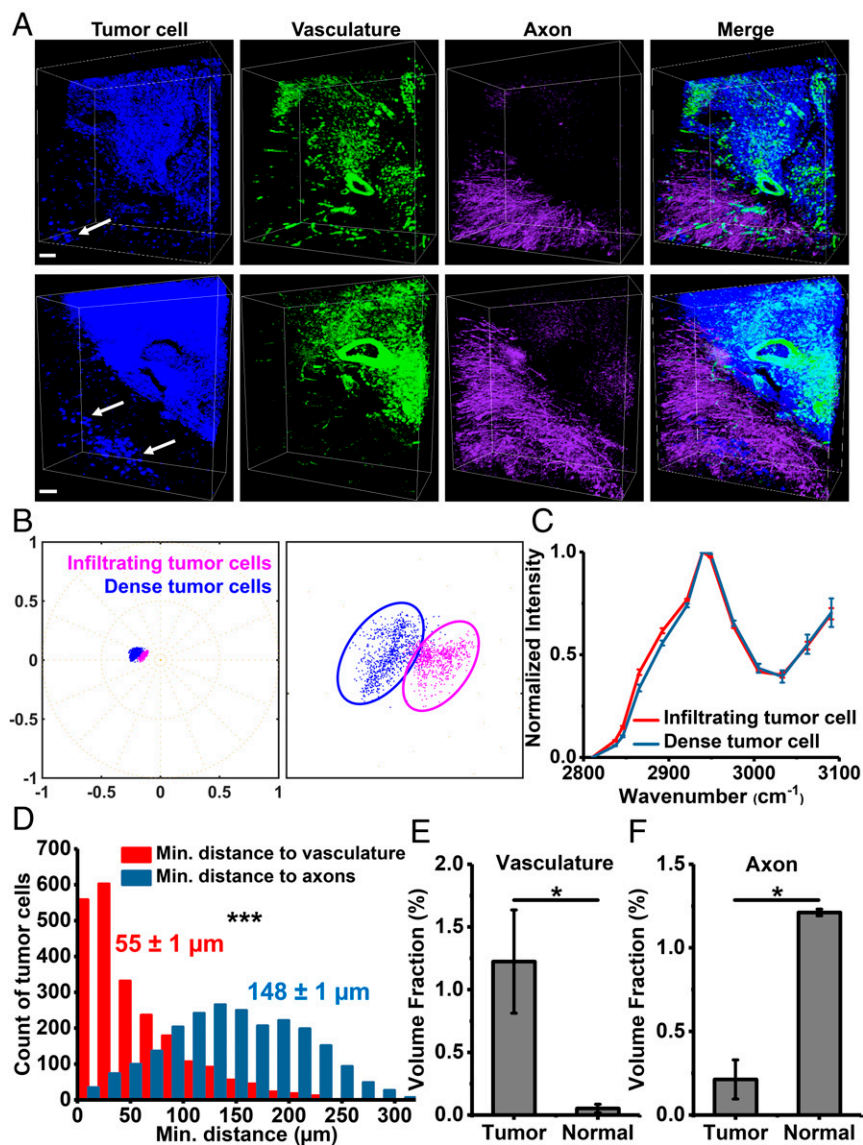 A
Tumor cell Vasculature Axon Merge
B
Infiltrating tumor cells
Dense tumor cells
1
0.5
0
-0.5
-1
-1 -0.5 0 0.5 1
C
Normalized Intensity
1.0
0.5
0.0
Infiltrating tumor cell
Dense tumor cell
2800 2900 3000 3100
Wavenumber (cm⁻¹)
D
Count of tumor cells
700
600
500
400
300
200
100
0
Min. distance to vasculature
Min. distance to axons
***
55 ± 1 µm
148 ± 1 µm
0 50 100 150 200 250 300
Min. distance (µm)
E
Vasculature
Volume Fraction (%)
2.0
1.5
1.0
0.5
0.0
*
Tumor Normal
F
Axon
Volume Fraction (%)
1.5
1.0
0.5
0.0
*
Tumor Normal